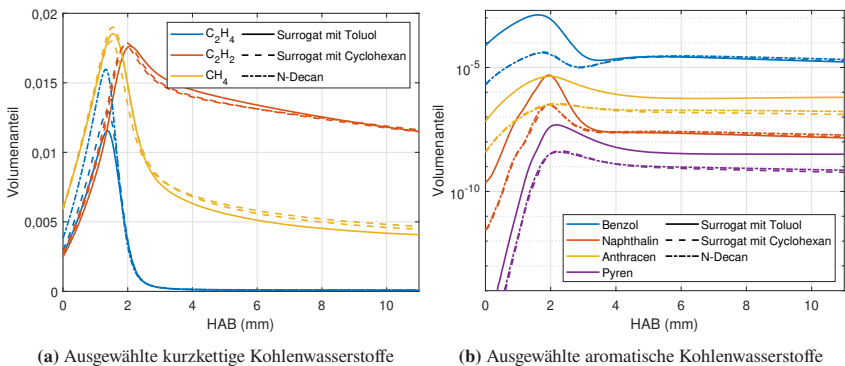 (a)
0,02
0,015
0,01
0,005
0
Volumenanteil
0 2 4 6 8 10
HAB (mm)
C₂H₄ Surrogat mit Toluol
C₂H₂ Surrogat mit Cyclohexan
CH₄ N-Decan
(a) Ausgewählte kurzkettige Kohlenwasserstoffe
(b)
10⁻⁵
10⁻¹⁰
Volumenanteil
0 2 4 6 8 10
HAB (mm)
Benzol Surrogat mit Toluol
Naphthalin Surrogat mit Cyclohexan
Anthracen N-Decan
Pyren
(b) Ausgewählte aromatische Kohlenwasserstoffe